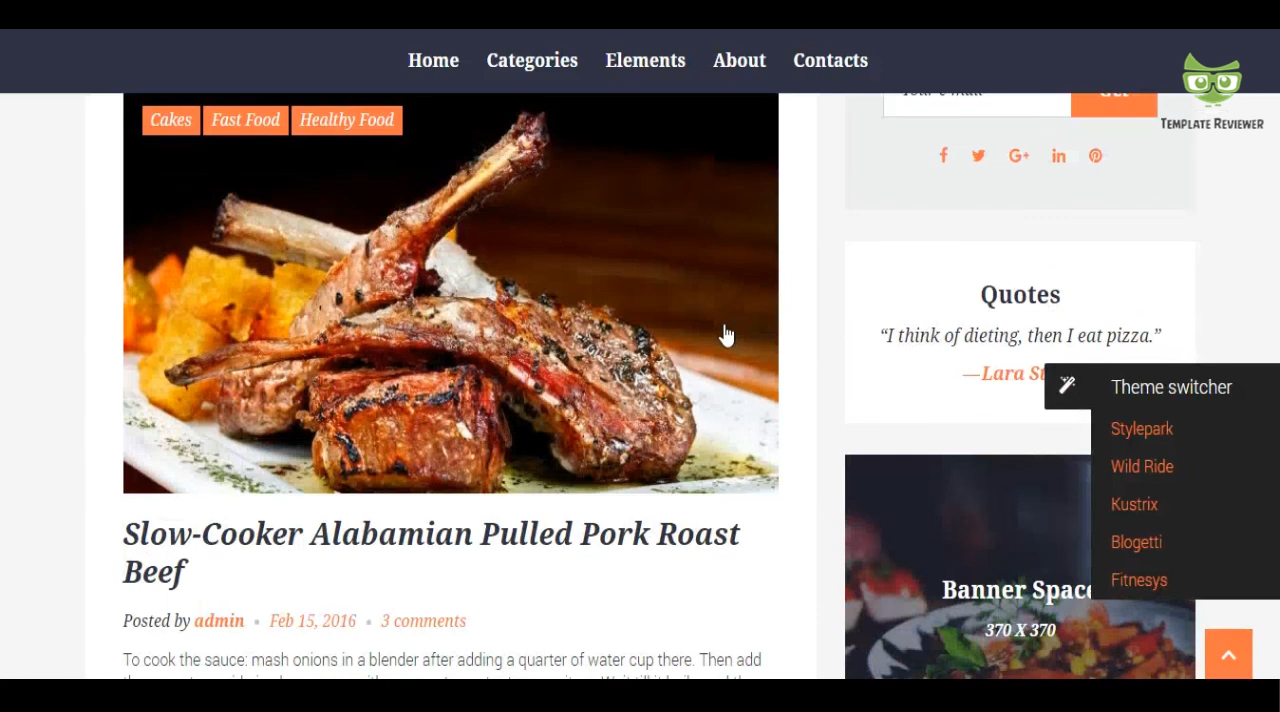 Home Categories Elements About Contacts
TEMPLATE REVIEWER
Cakes Fast Food Healthy Food
Quotes
“I think of dieting, then I eat pizza.”
—Lara
Theme switcher
Stylepark
Wild Ride
Kustrix
Blogetti
Fitnesys
Banner Space
370 X 370
Slow-Cooker Alabamian Pulled Pork Roast
Beef
Posted by admin • Feb 15, 2016 • 3 comments
To cook the sauce: mash onions in a blender after adding a quarter of water cup there. Then add